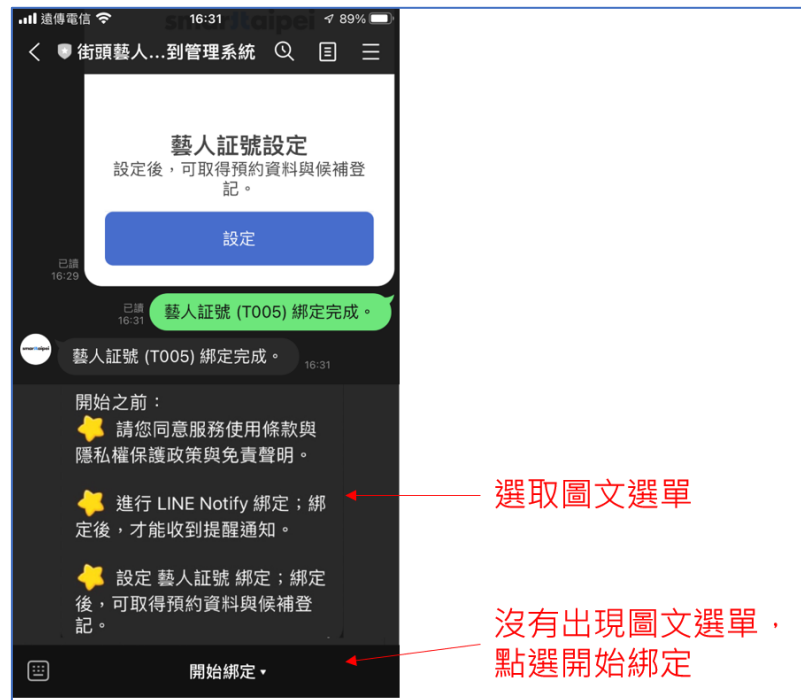 遠傳電信 16:31 89%
smart taipei
街頭藝人...到管理系統
藝人証號設定
設定後，可取得預約資料與候補登
記。
設定
已讀
16:29
已讀
16:31
藝人証號 (T005) 綁定完成。
smart taipei
藝人証號 (T005) 綁定完成。
16:31
開始之前：
請您同意服務使用條款與
隱私權保護政策與免責聲明。
進行 LINE Notify 綁定；綁
定後，才能收到提醒通知。
選取圖文選單
設定 藝人証號 綁定；綁定
後，可取得預約資料與候補登
記。
沒有出現圖文選單，
點選開始綁定
開始綁定▾